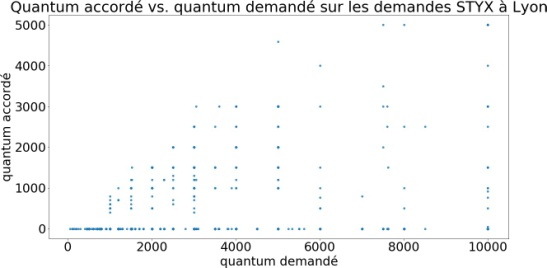 Quantum accordé vs. quantum demandé sur les demandes STYX à Lyon
quantum accordé
5000
4000
3000
2000
1000
0
0 2000 4000 6000 8000 10000
quantum demandé